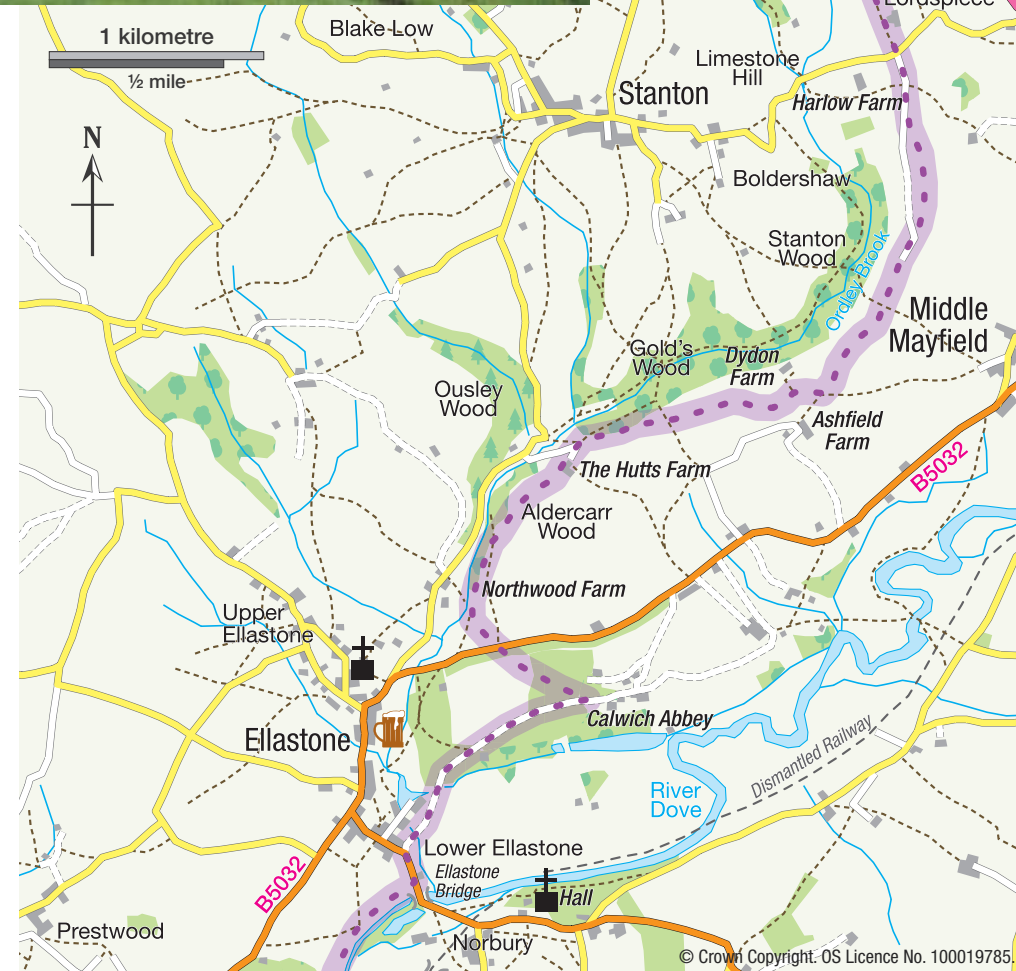 Lordspiece
1 kilometre
½ mile
Blake Low
Limestone
Hill
Stanton
Harlow Farm
N
Boldershaw
Stanton
Wood
Ordley Brook
Middle
Mayfield
Gold's
Wood
Dydon
Farm
Ousley
Wood
Ashfield
Farm
The Hutts Farm
B5032
Aldercarr
Wood
Northwood Farm
Upper
Ellastone
Calwich Abbey
Ellastone
Dismantled Railway
River
Dove
Lower Ellastone
Ellastone
Bridge
B5032
Hall
Prestwood
Norbury
© Crown Copyright. OS Licence No. 100019785.